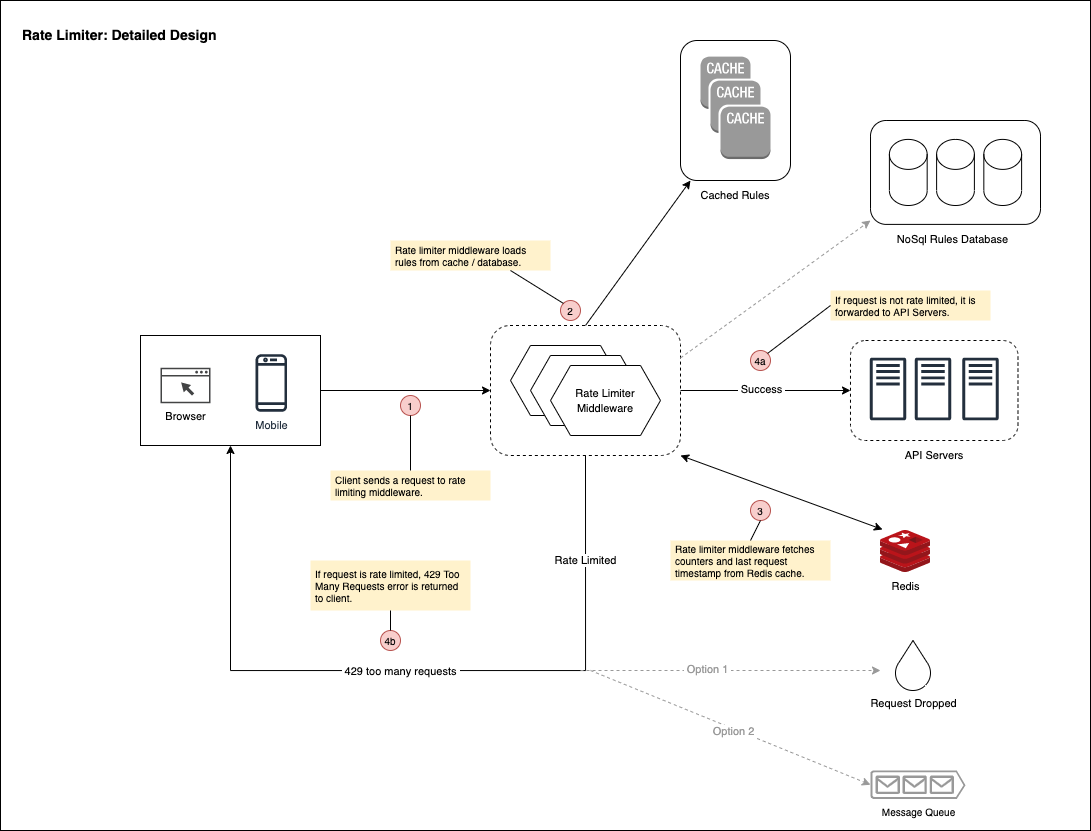 Rate Limiter: Detailed Design
CACHE
CACHE
CACHE
Cached Rules
NoSql Rules Database
Rate limiter middleware loads
rules from cache / database.
2
If request is not rate limited, it is
forwarded to API Servers.
4a
Success
API Servers
Browser
Mobile
1
Client sends a request to rate
limiting middleware.
Rate Limiter
Middleware
3
Rate limiter middleware fetches
counters and last request
timestamp from Redis cache.
Redis
Rate Limited
If request is rate limited, 429 Too
Many Requests error is returned
to client.
4b
429 too many requests
Option 1
Request Dropped
Option 2
Message Queue